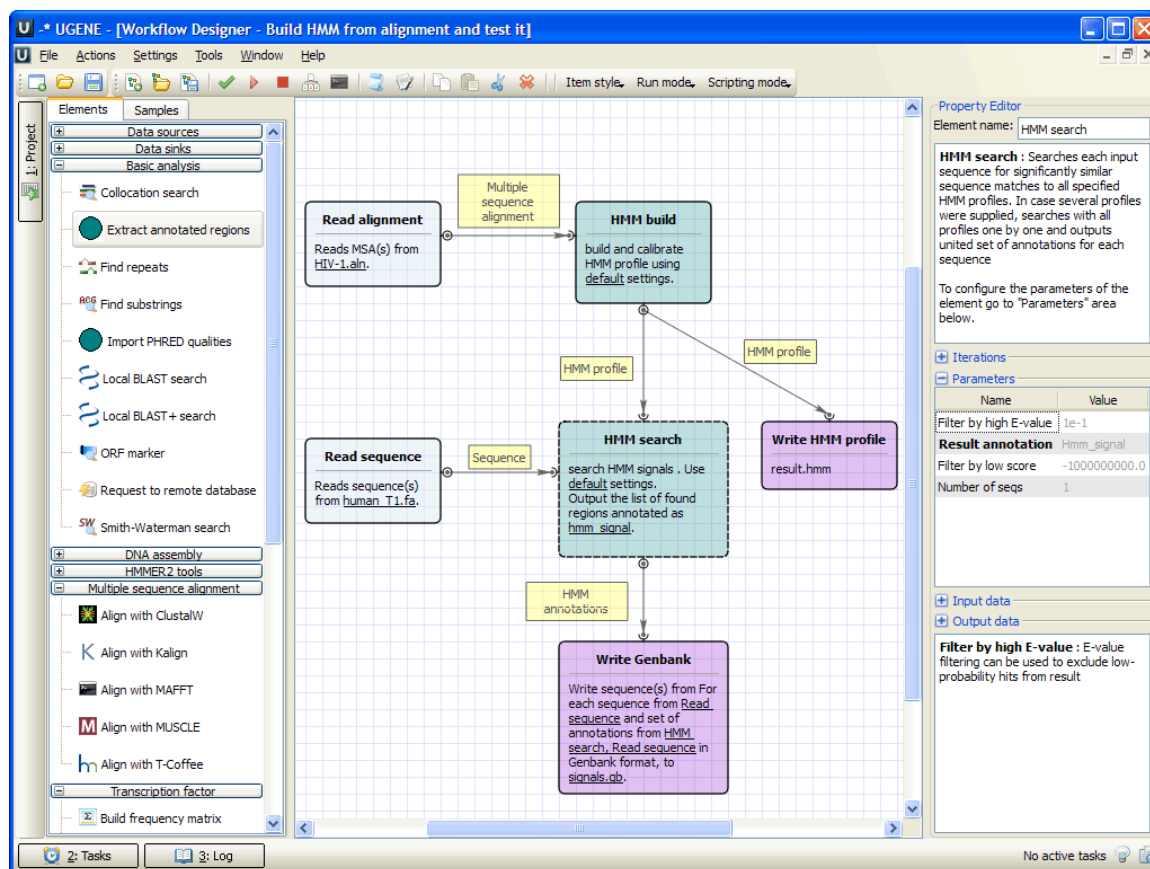 -* UGENE - [Workflow Designer - Build HMM from alignment and test it]
File Actions Settings Tools Window Help
Item style Run mode Scripting mode
1: Project
Elements Samples
Data sources
Data sinks
Basic analysis
Collocation search
Extract annotated regions
Find repeats
ACG Find substrings
Import PHRED qualities
Local BLAST search
Local BLAST+ search
ORF marker
Request to remote database
SW Smith-Waterman search
DNA assembly
HMMER2 tools
Multiple sequence alignment
Align with ClustalW
Align with Kalign
Align with MAFFT
Align with MUSCLE
Align with T-Coffee
Transcription factor
Build frequency matrix
Read alignment
Reads MSA(s) from
HIV-1.aln.
Multiple
sequence
alignment
HMM build
build and calibrate
HMM profile using
default settings.
HMM profile
HMM profile
Read sequence
Reads sequence(s)
from human_T1.fa.
Sequence
HMM search
search HMM signals . Use
default settings.
Output the list of found
regions annotated as
hmm_signal.
Write HMM profile
result.hmm
HMM
annotations
Write Genbank
Write sequence(s) from For
each sequence from Read
sequence and set of
annotations from HMM
search, Read sequence in
Genbank format, to
signals.gb.
Property Editor
Element name: HMM search
HMM search : Searches each input
sequence for significantly similar
sequence matches to all specified
HMM profiles. In case several profiles
were supplied, searches with all
profiles one by one and outputs
united set of annotations for each
sequence
To configure the parameters of the
element go to "Parameters" area
below.
Iterations
Parameters
Name Value
Filter by high E-value 1e-1
Result annotation Hmm_signal
Filter by low score -1000000000.0
Number of seqs 1
Input data
Output data
Filter by high E-value : E-value
filtering can be used to exclude low-
probability hits from result
2: Tasks 3: Log No active tasks